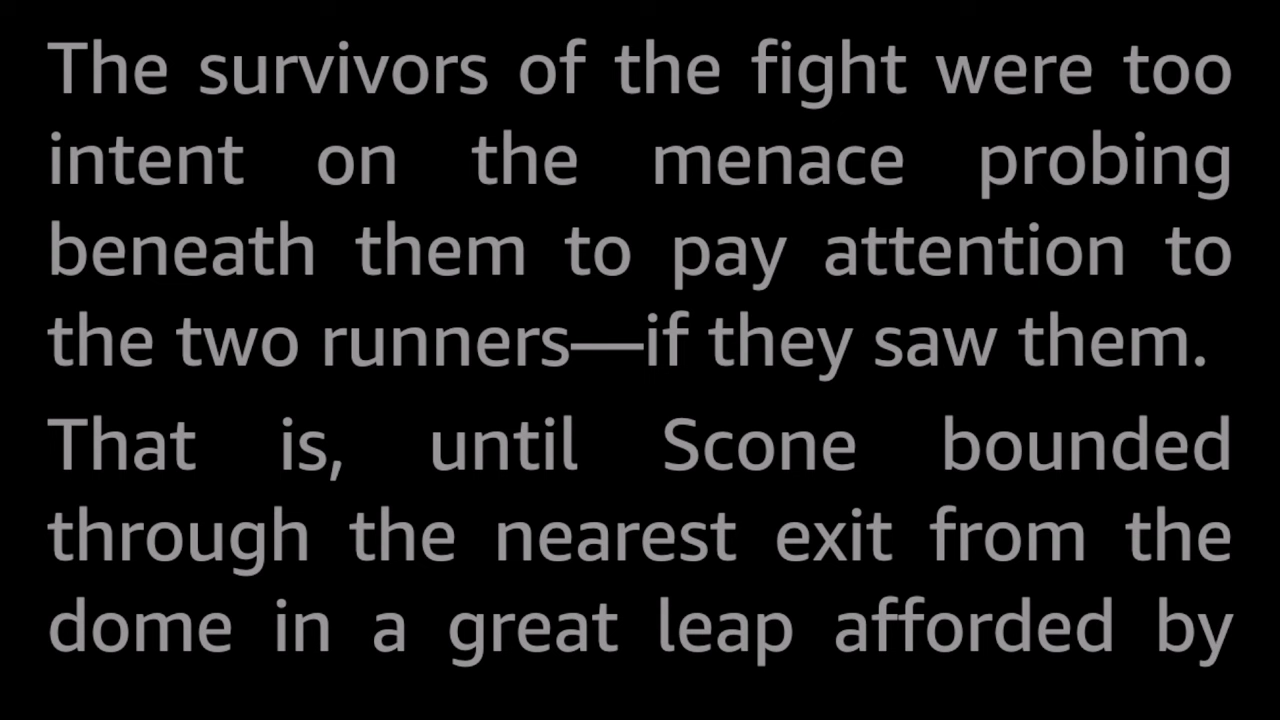 The survivors of the fight were too
intent on the menace probing
beneath them to pay attention to
the two runners—if they saw them.
That is, until Scone bounded
through the nearest exit from the
dome in a great leap afforded by